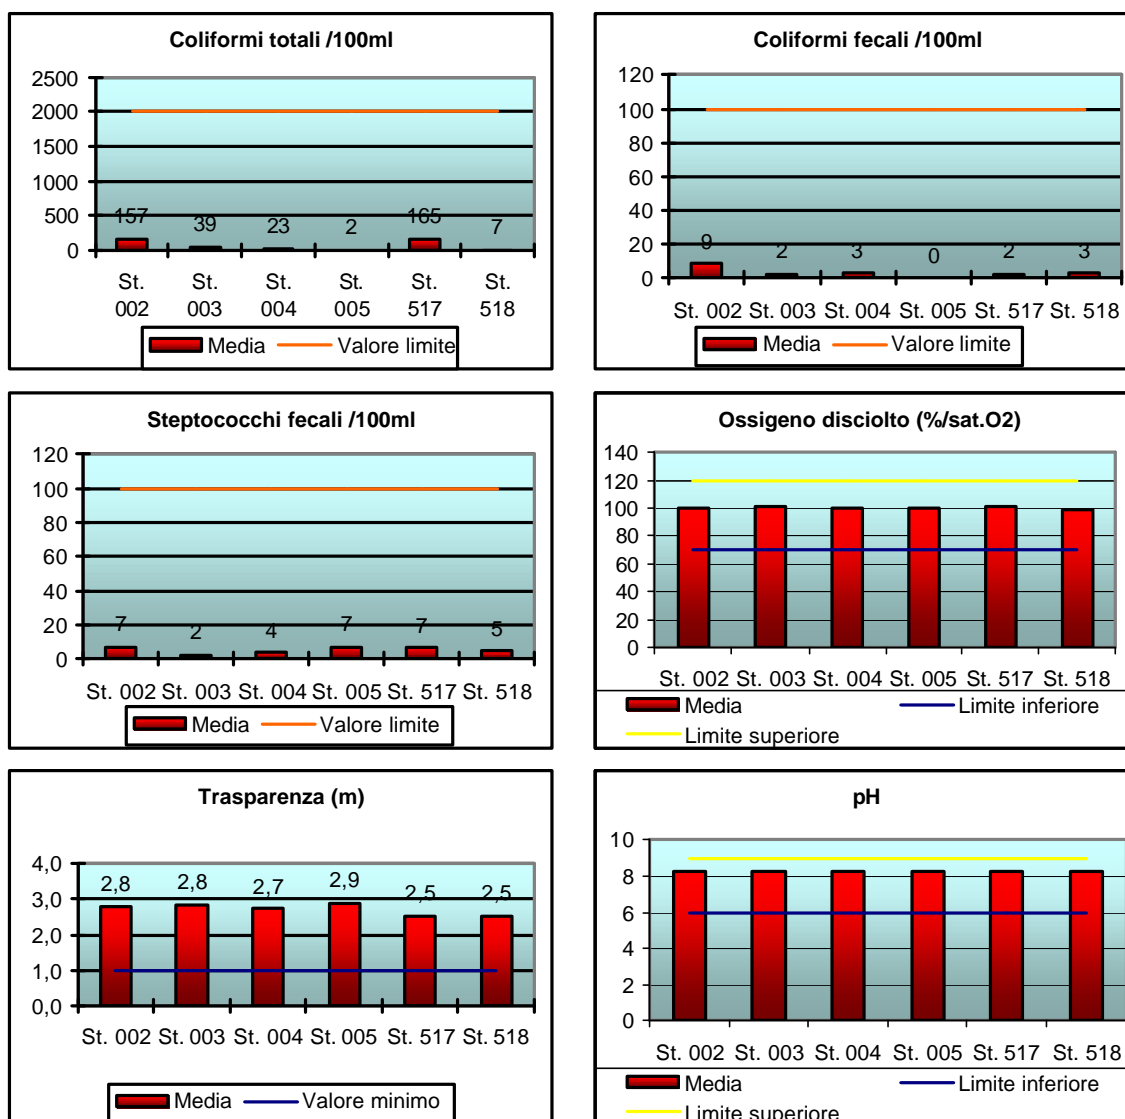 Coliformi totali /100ml
2500
2000
1500
1000
500
0
157 39 23 2 165 7
St. St. St. St. St. St.
002 003 004 005 517 518
Media Valore limite
Coliformi fecali /100ml
120
100
80
60
40
20
0
9 2 3 0 2 3
St. 002 St. 003 St. 004 St. 005 St. 517 St. 518
Media Valore limite
Steptococchi fecali /100ml
120
100
80
60
40
20
0
7 2 4 7 7 5
St. 002 St. 003 St. 004 St. 005 St. 517 St. 518
Media Valore limite
Ossigeno disciolto (%/sat.O2)
140
120
100
80
60
40
20
0
St. 002 St. 003 St. 004 St. 005 St. 517 St. 518
Media Limite inferiore
Limite superiore
Trasparenza (m)
4,0
3,0
2,0
1,0
0,0
2,8 2,8 2,7 2,9 2,5 2,5
St. 002 St. 003 St. 004 St. 005 St. 517 St. 518
Media Valore minimo
pH
10
8
6
4
2
0
St. 002 St. 003 St. 004 St. 005 St. 517 St. 518
Media Limite inferiore
Limite superiore